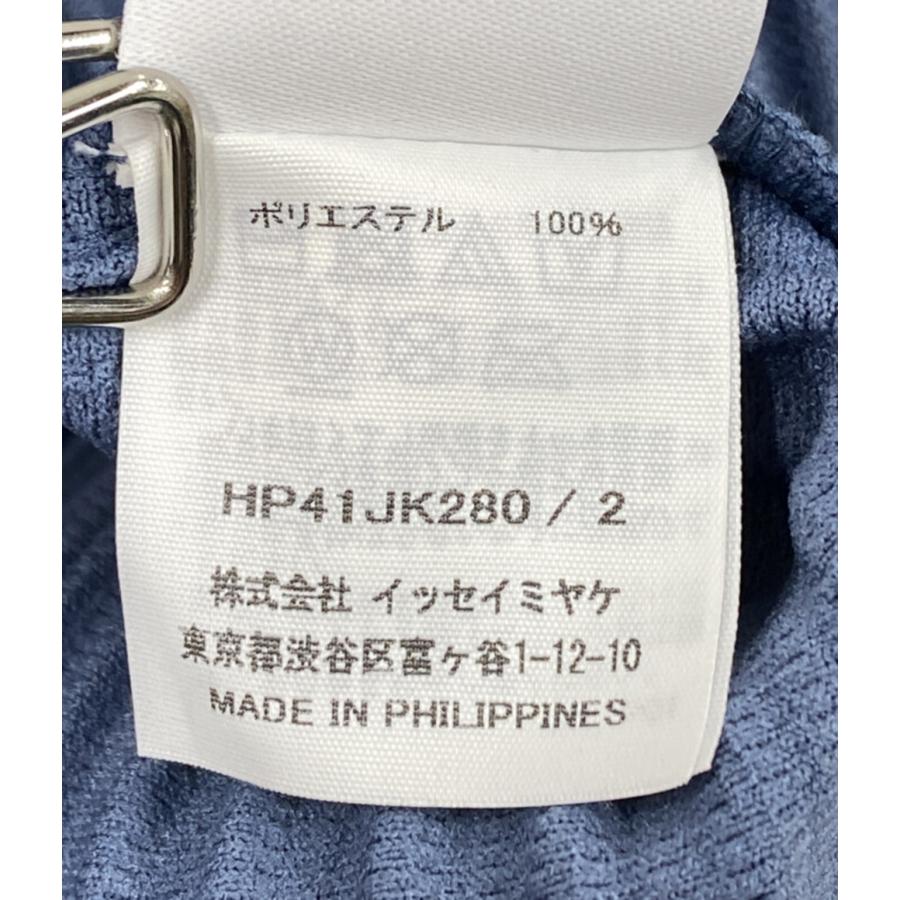 ポリエステル 100%
HP41JK280 / 2
株式会社 イッセイミヤケ
東京都渋谷区富ヶ谷1-12-10
MADE IN PHILIPPINES